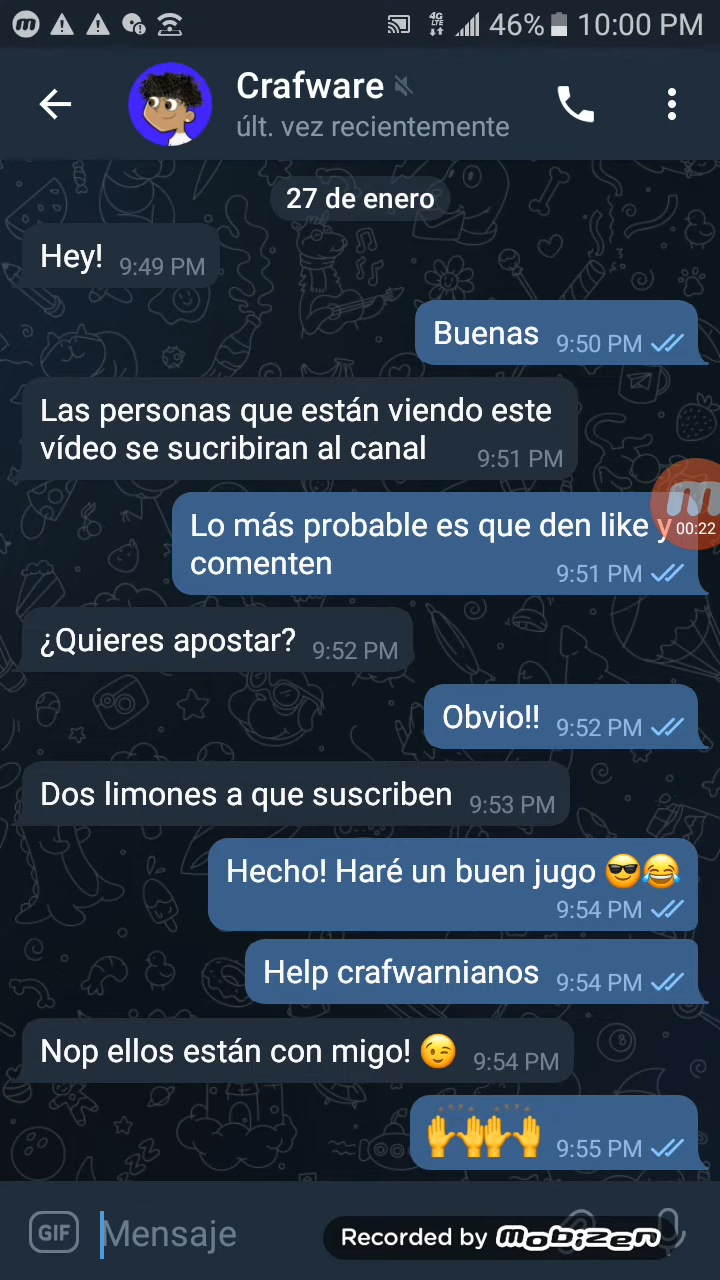 4G LTE 46% 10:00 PM
Crafware
últ. vez recientemente
27 de enero
Hey! 9:49 PM
Buenas 9:50 PM
Las personas que están viendo este
vídeo se sucribiran al canal 9:51 PM
Lo más probable es que den like y
comenten 9:51 PM
00:22
¿Quieres apostar? 9:52 PM
Obvio!! 9:52 PM
Dos limones a que suscriben 9:53 PM
Hecho! Haré un buen jugo 😎😂
9:54 PM
Help crafwarnianos 9:54 PM
Nop ellos están con migo! 😉 9:54 PM
🙌🙌 9:55 PM
GIF Mensaje
Recorded by mobizen